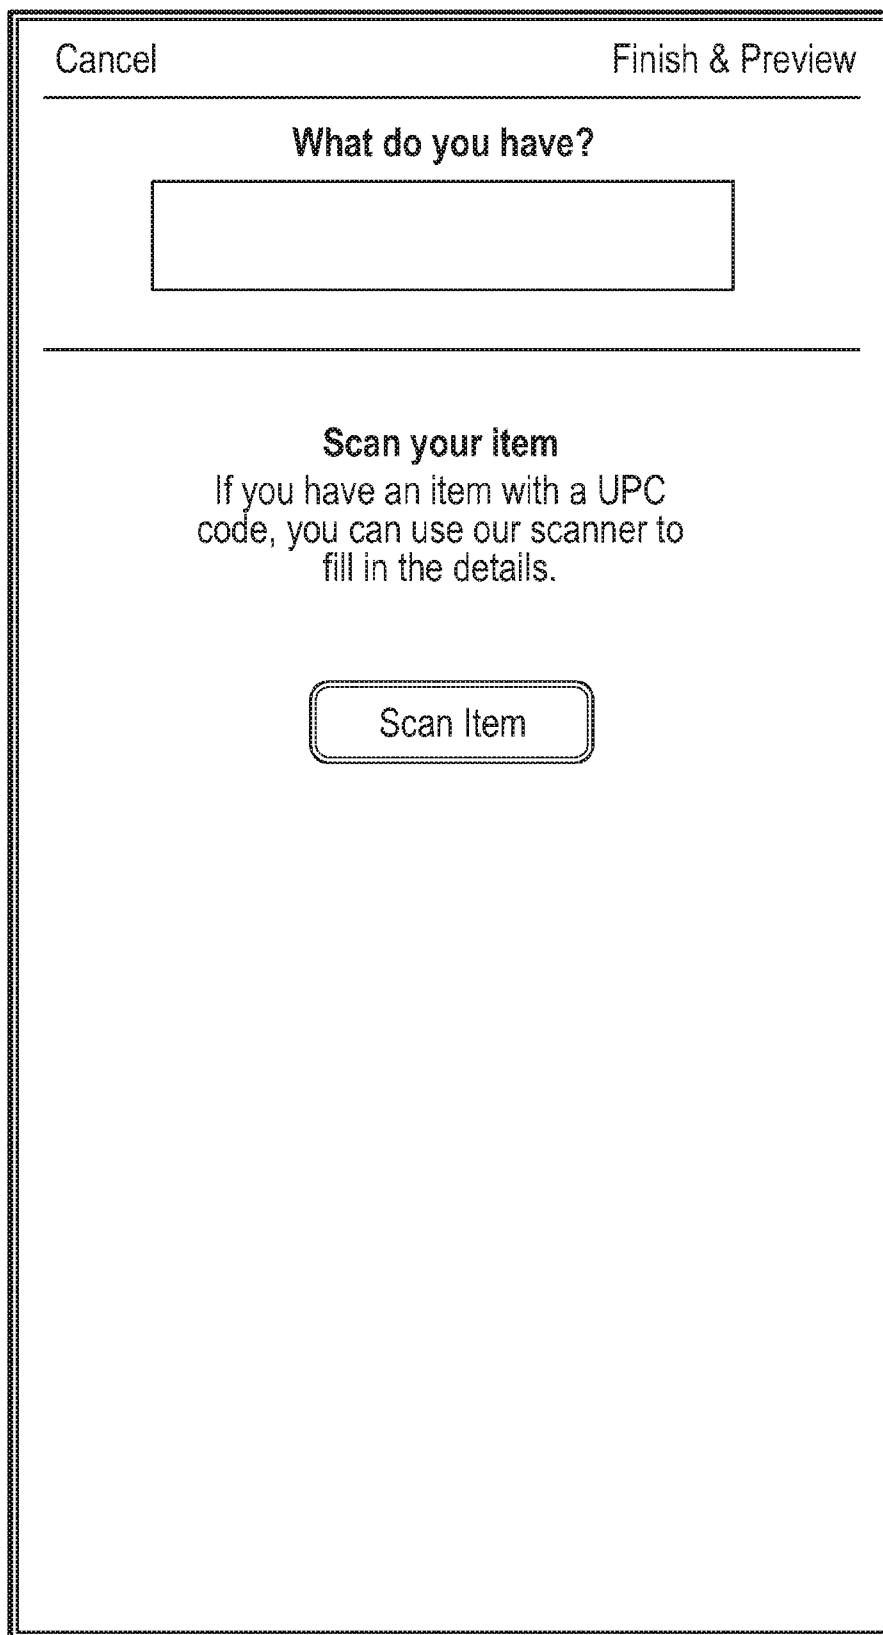 Cancel Finish & Preview
What do you have?
Scan your item
If you have an item with a UPC
code, you can use our scanner to
fill in the details.
Scan Item